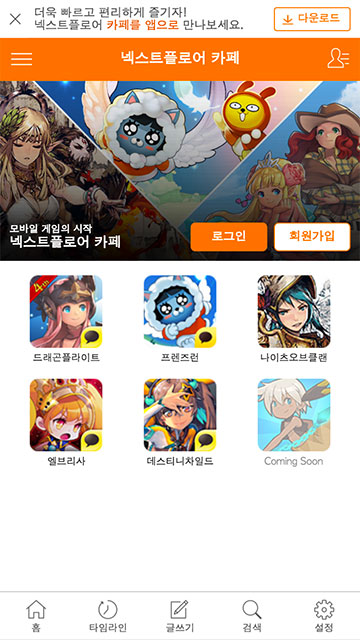 더욱 빠르고 편리하게 즐기자!
넥스트플로어 카페를 앱으로 만나보세요.
다운로드
넥스트플로어 카페
모바일 게임의 시작
넥스트플로어 카페
로그인
회원가입
4th
드래곤플라이트
프렌즈런
나이츠오브클랜
엘브리사
데스티니차일드
Coming Soon
홈
타임라인
글쓰기
검색
설정